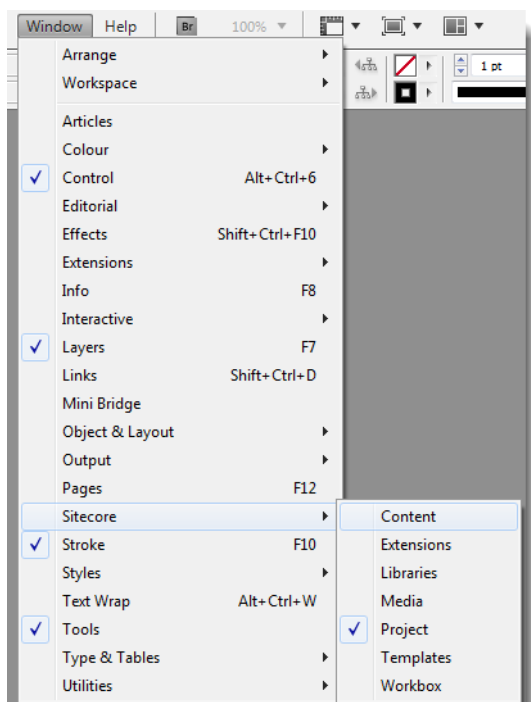 Window Help Br 100%
Arrange
Workspace
1 pt
Articles
Colour
Control Alt+Ctrl+6
Editorial
Effects Shift+Ctrl+F10
Extensions
Info F8
Interactive
Layers F7
Links Shift+Ctrl+D
Mini Bridge
Object & Layout
Output
Pages F12
Sitecore
Stroke F10
Styles
Text Wrap Alt+Ctrl+W
Tools
Type & Tables
Utilities
Content
Extensions
Libraries
Media
Project
Templates
Workbox